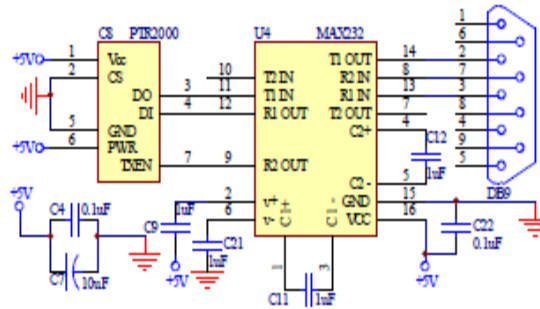 C8 PTR2000
U4 MAX232
+5V
1 Vcc
2 CS
DO 3
DI 4
5 GND
+5V
6 PWR
TXEN 7
10 T2 IN
11 T1 IN
12 R1 OUT
9 R2 OUT
2 v+
6 v-
C1+
C1-
1
3
T1 OUT 14
R2 IN 8
R1 IN 13
T2 OUT 7
C2+ 4
C2- 5
GND 15
VCC 16
C12
1uF
1
6
2
7
3
8
4
9
5
DB9
+5V
C4 0.1uF
C7 10uF
C9 1uF
C21
1uF
+5V
C11 1uF
C22
0.1uF
+5V